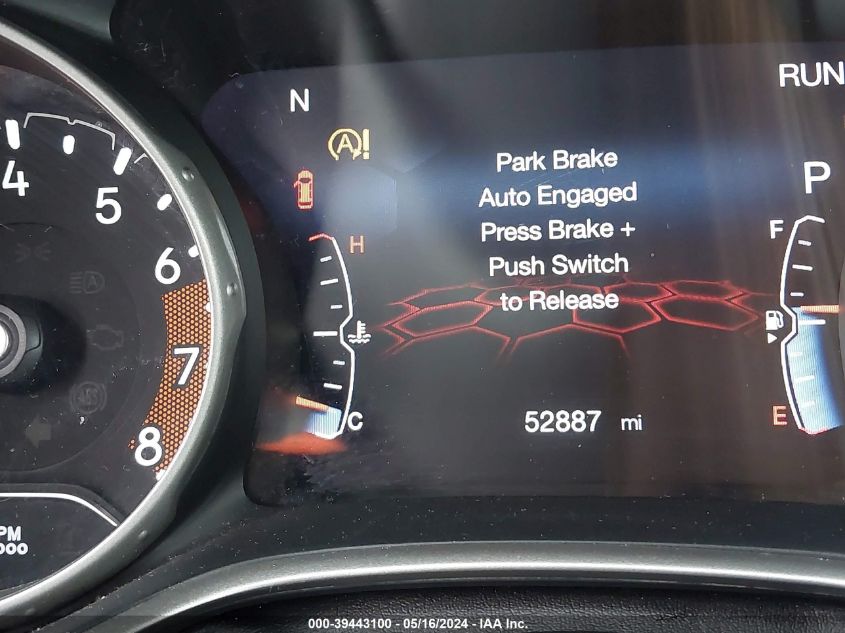 N
RUN
4
5
6
7
8
Park Brake
Auto Engaged
Press Brake +
Push Switch
to Release
P
F
H
C
E
52887 mi
000-39443100 - 05/16/2024 - IAA Inc.